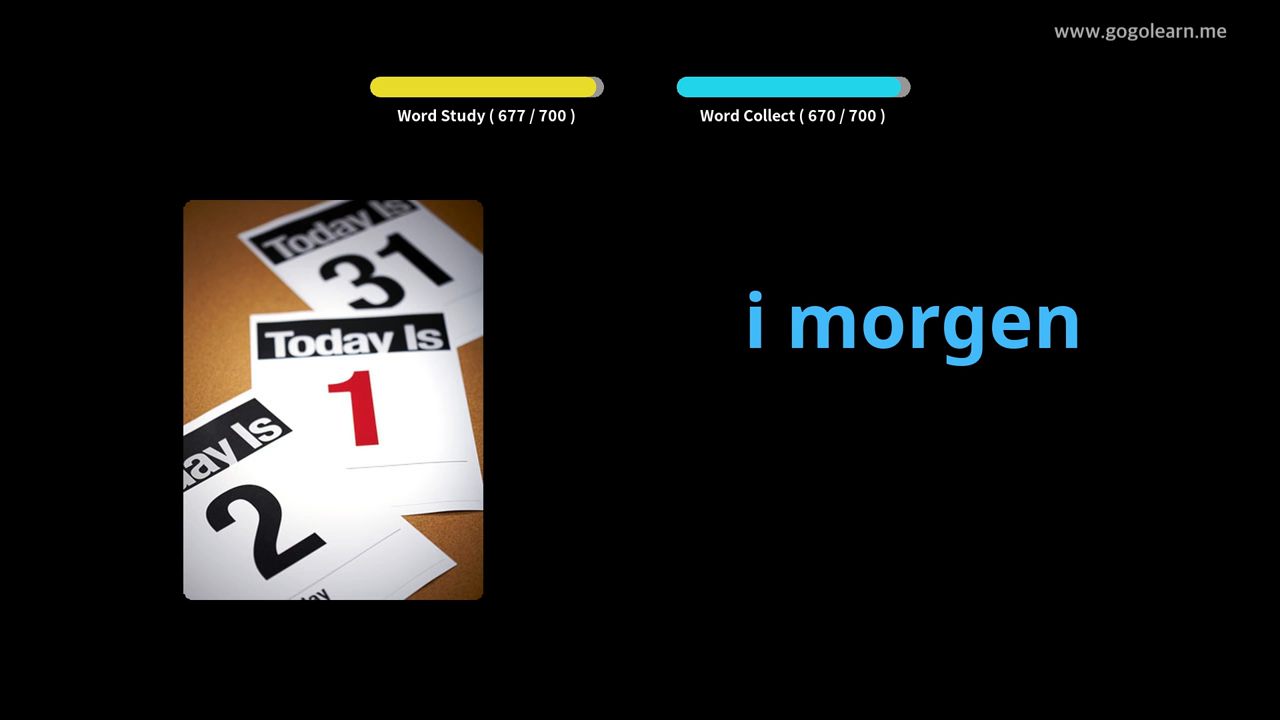 www.gogolearn.me
Word Study ( 677 / 700 )
Word Collect ( 670 / 700 )
Today Is
31
Today Is
1
ay Is
2
ay
i morgen